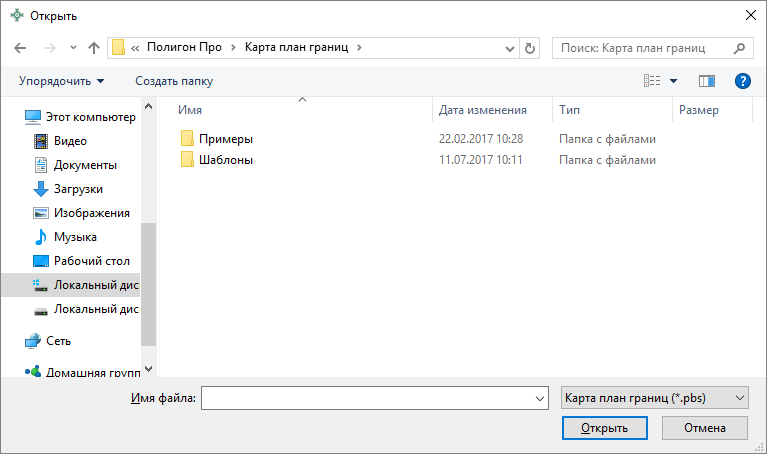 Открыть
« Полигон Про › Карта план границ ›
Поиск: Карта план границ
Упорядочить
Создать папку
?
Имя
Дата изменения
Тип
Размер
Примеры
22.02.2017 10:28
Папка с файлами
Шаблоны
11.07.2017 10:11
Папка с файлами
Этот компьютер
Видео
Документы
Загрузки
Изображения
Музыка
Рабочий стол
Локальный дис
Локальный дис
Сеть
Домашняя групп
Имя файла:
Карта план границ (*.pbs)
Открыть
Отмена